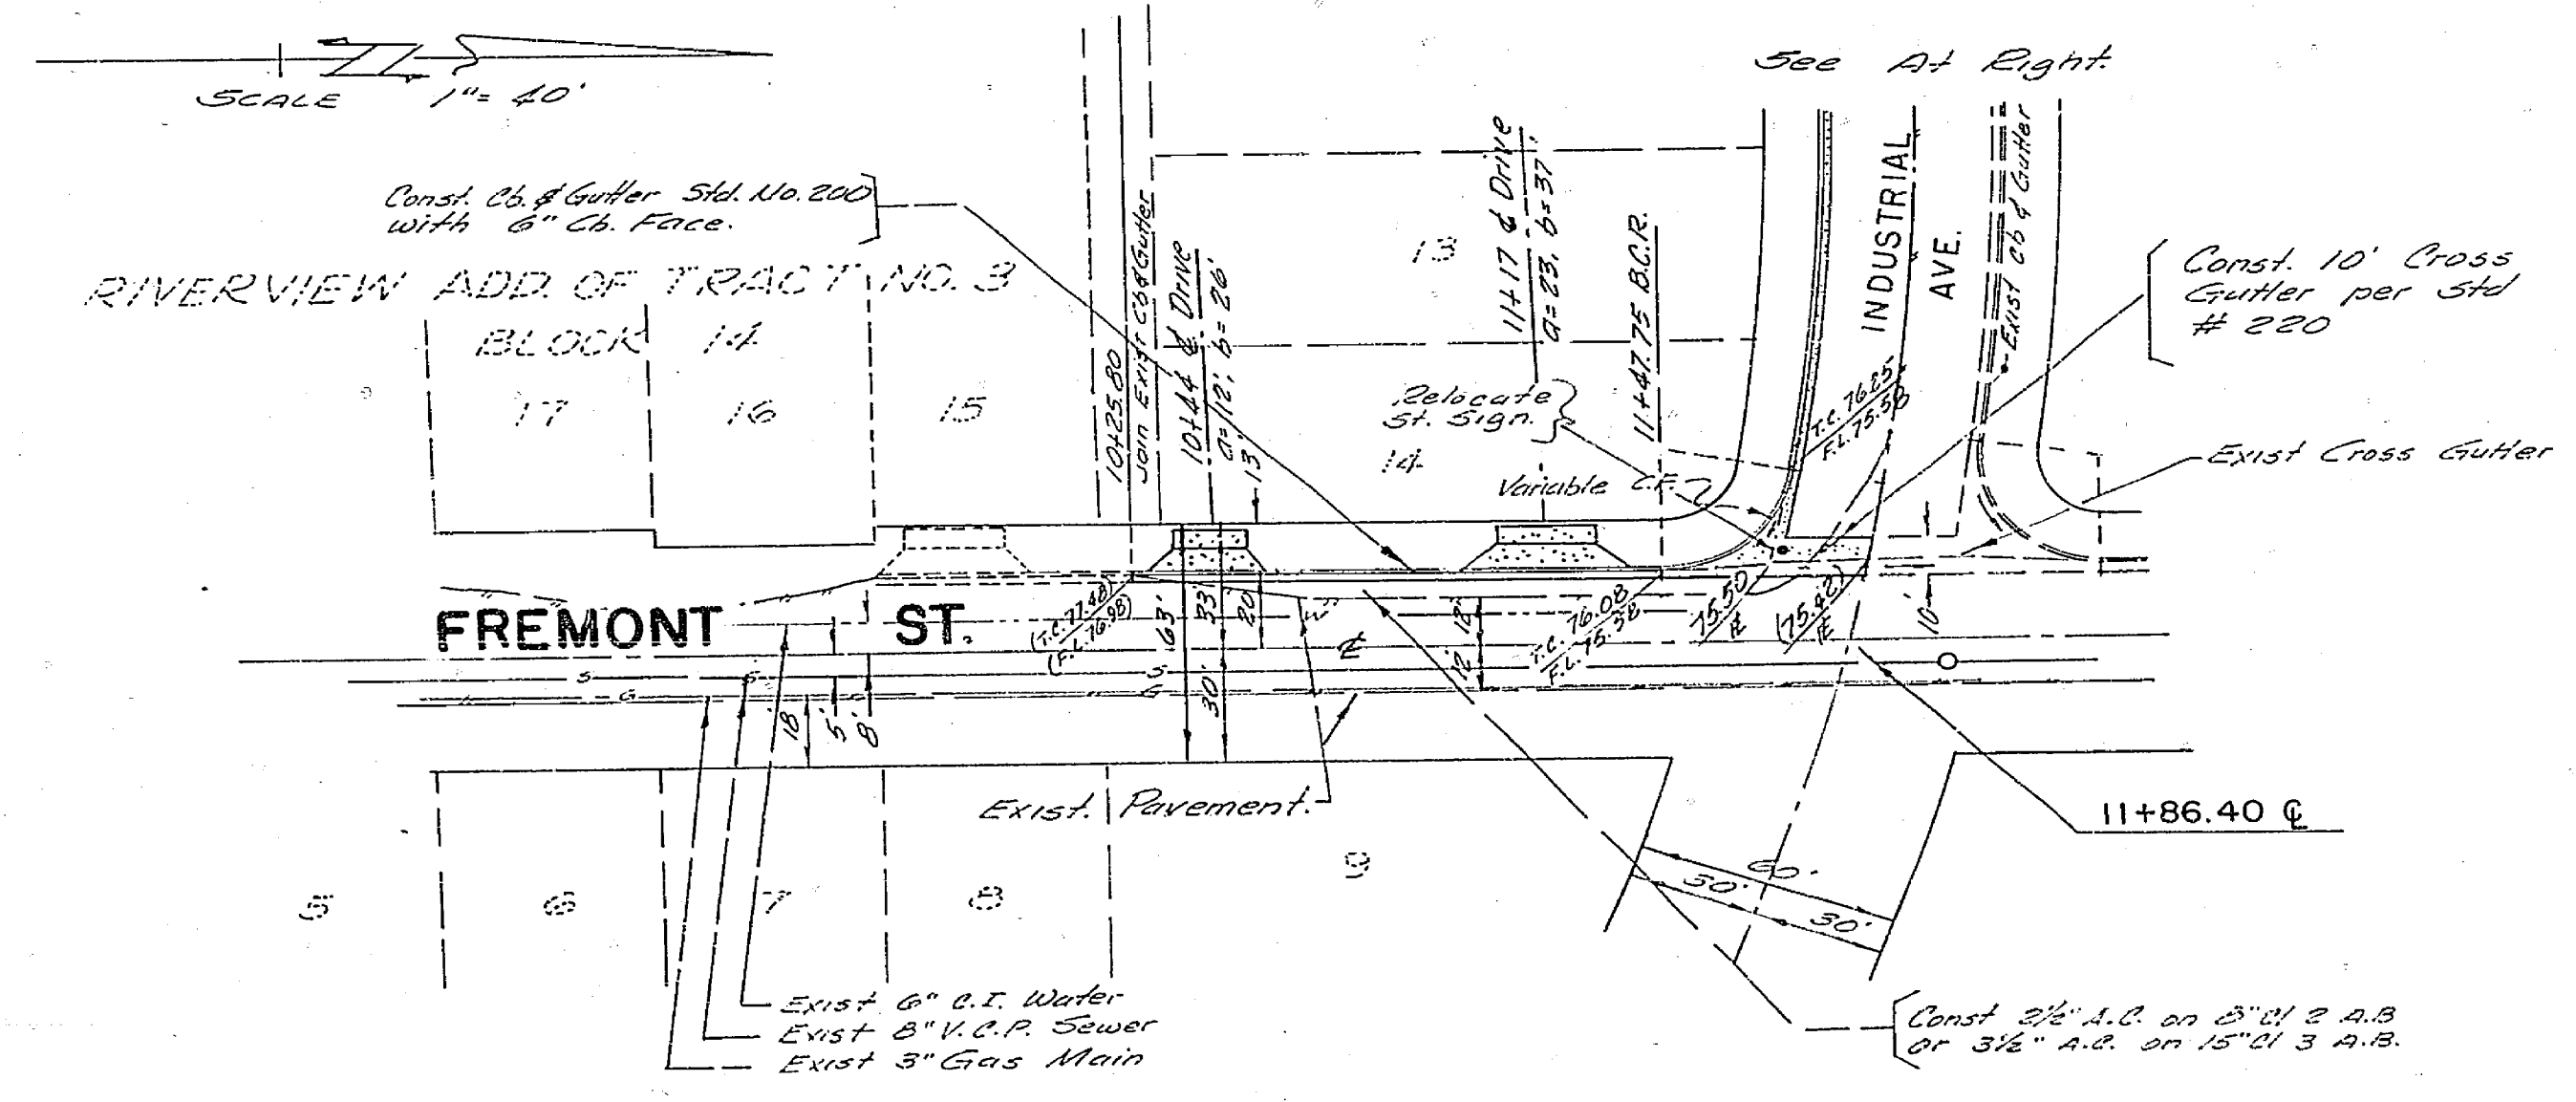 SCALE 1"= 40'
See At Right.
Const. Cb. & Gutter Std. No. 200
with 6" Cb. Face.
RIVERVIEW ADD. OF TRACT NO. 3
BLOCK 14
17
16
15
10+25.80
Join Exist Cb & Gutter
10+44 ℄ Drive
a=12', b=26'
13'
13
11+17 ℄ Drive
a=23, b=37'
11+47.75 B.C.R.
Relocate
St. Sign.
14
Variable C.F.
INDUSTRIAL
AVE.
T.C. 76.25
F.L. 75.58
Exist cb & Gutter
Const. 10' Cross
Gutter per Std
# 220
Exist Cross Gutter
FREMONT ST.
(T.C. 77.48)
(F.L. 76.98)
63'
33'
20'
30'
℄
12'
T.C. 76.08
F.L. 75.58
75.50
(75.42)
10'
S
S
S
G
G
18'
5'
8'
Exist. Pavement.
11+86.40 ℄
5
6
7
8
9
60'
30'
30'
Exist 6" C.I. Water
Exist 8" V.C.P. Sewer
Exist 3" Gas Main
Const 2½" A.C. on 8" Cl 2 A.B
or 3½" A.C. on 15" Cl 3 A.B.